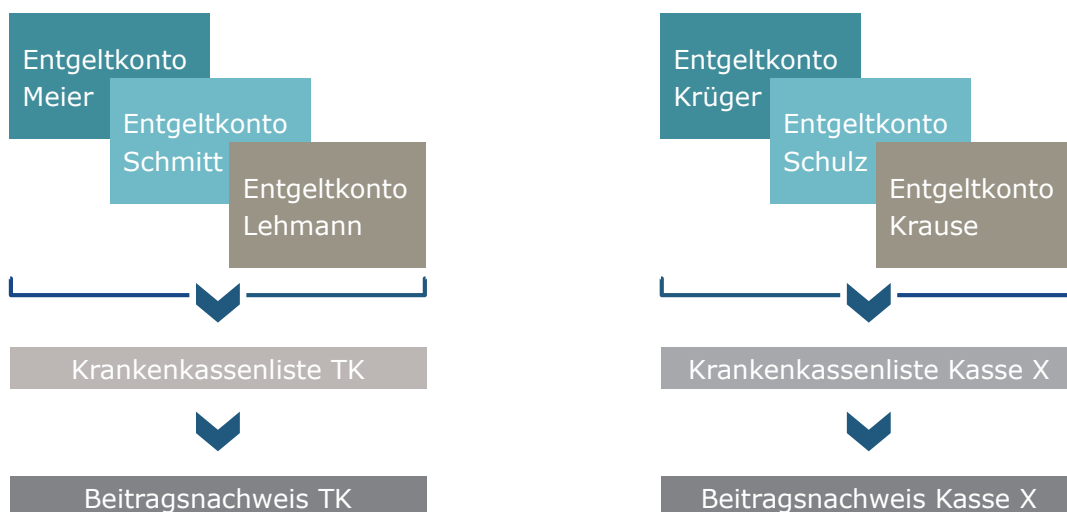 Entgeltkonto
Meier
Entgeltkonto
Schmitt
Entgeltkonto
Lehmann
Krankenkassenliste TK
Beitragsnachweis TK
Entgeltkonto
Krüger
Entgeltkonto
Schulz
Entgeltkonto
Krause
Krankenkassenliste Kasse X
Beitragsnachweis Kasse X